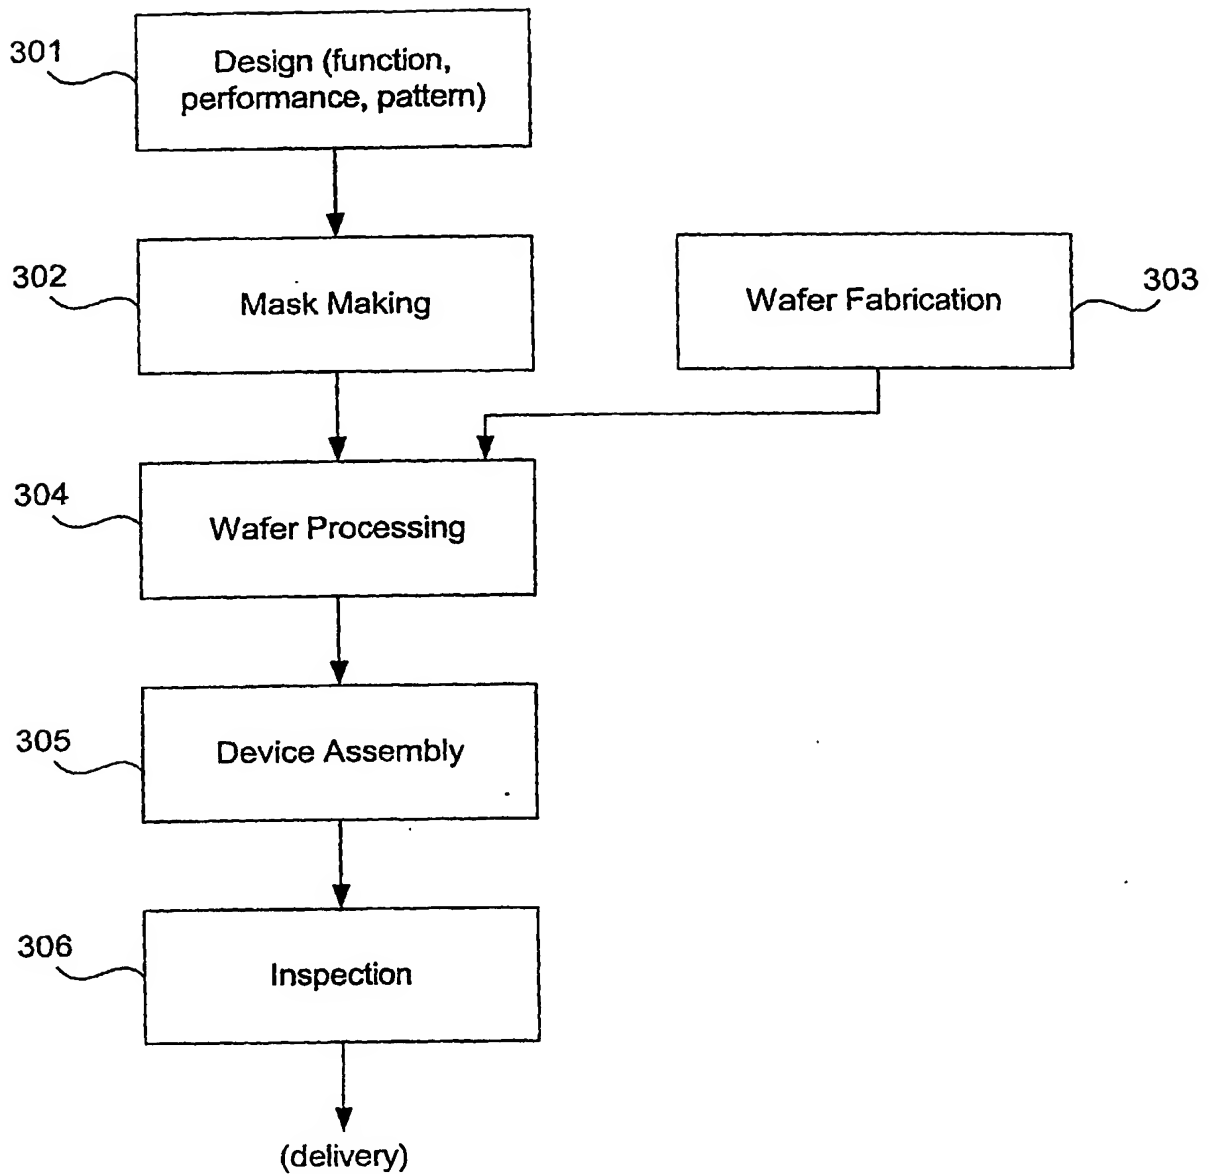 301
Design (function,
performance, pattern)
302
Mask Making
Wafer Fabrication
303
304
Wafer Processing
305
Device Assembly
306
Inspection
(delivery)